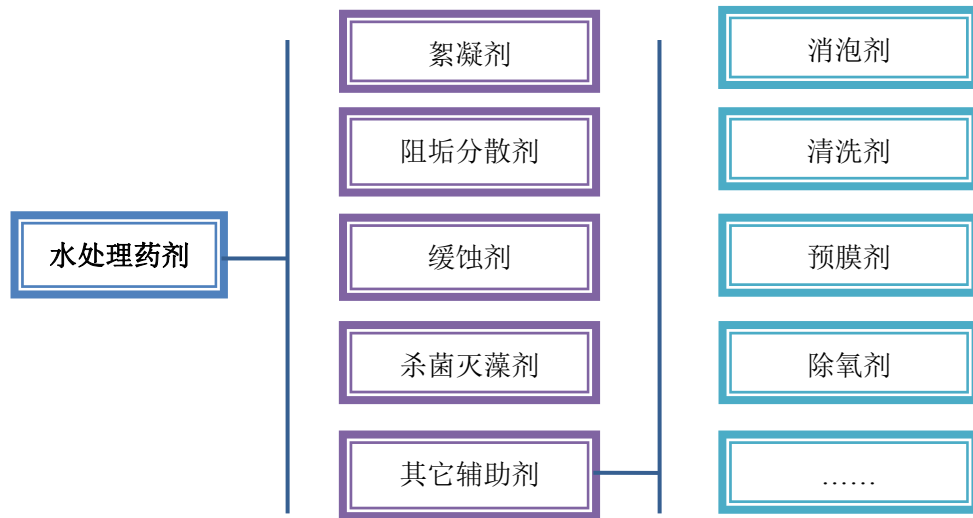 水处理药剂
絮凝剂
阻垢分散剂
缓蚀剂
杀菌灭藻剂
其它辅助剂
消泡剂
清洗剂
预膜剂
除氧剂
......